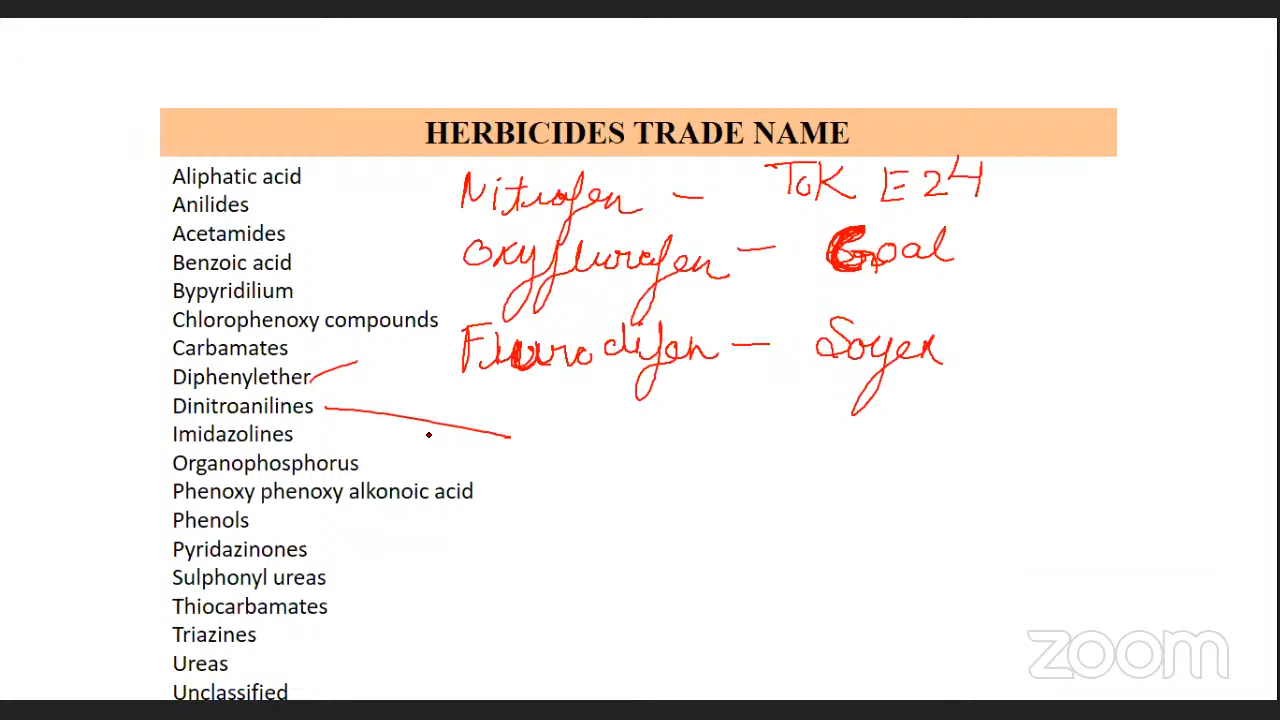 HERBICIDES TRADE NAME
Aliphatic acid
Anilides
Acetamides
Benzoic acid
Bypyridilium
Chlorophenoxy compounds
Carbamates
Diphenylether
Dinitroanilines
Imidazolines
Organophosphorus
Phenoxy phenoxy alkonoic acid
Phenols
Pyridazinones
Sulphonyl ureas
Thiocarbamates
Triazines
Ureas
Unclassified
Nitrofen - ToK E24
Oxyflurofen - Goal
Flurodifen - Soyex
zoom